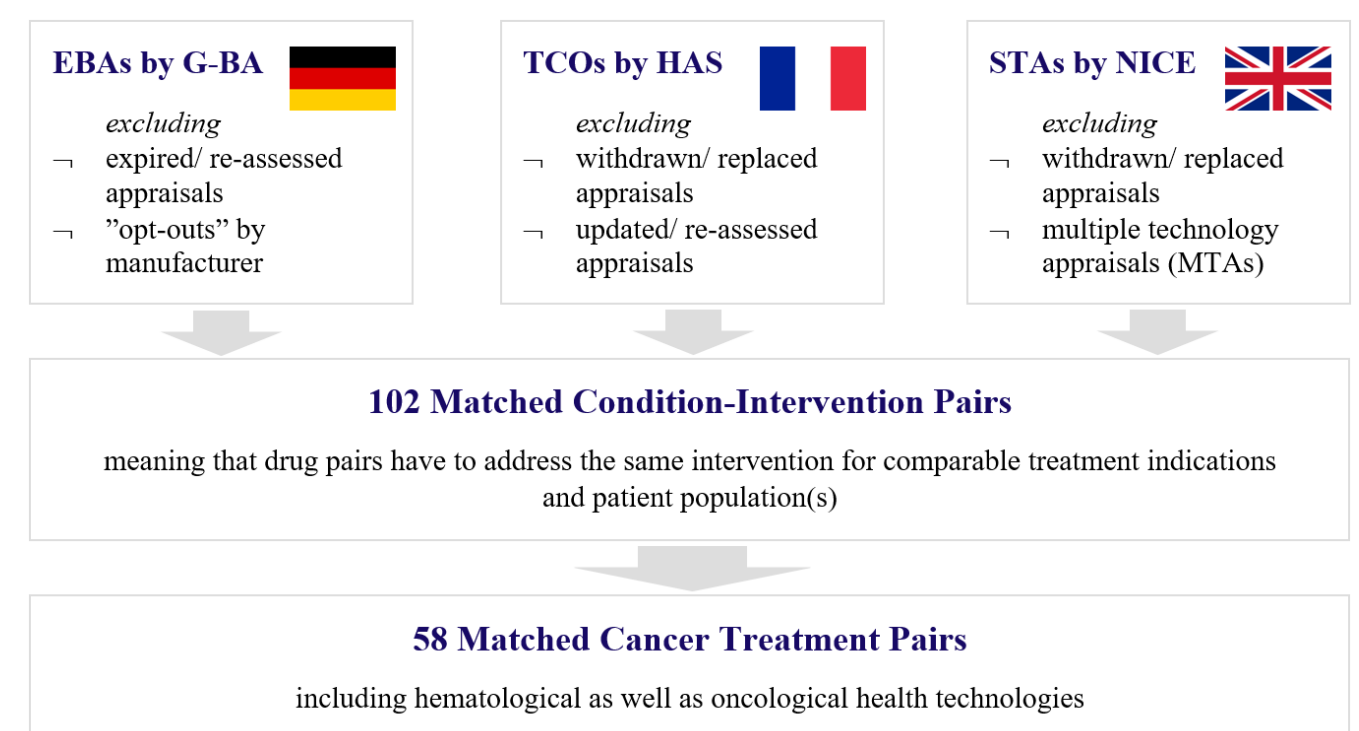 EBAs by G-BA
excluding
¬ expired/ re-assessed
appraisals
¬ ”opt-outs” by
manufacturer
TCOs by HAS
excluding
¬ withdrawn/ replaced
appraisals
¬ updated/ re-assessed
appraisals
STAs by NICE
excluding
¬ withdrawn/ replaced
appraisals
¬ multiple technology
appraisals (MTAs)
102 Matched Condition-Intervention Pairs
meaning that drug pairs have to address the same intervention for comparable treatment indications
and patient population(s)
58 Matched Cancer Treatment Pairs
including hematological as well as oncological health technologies